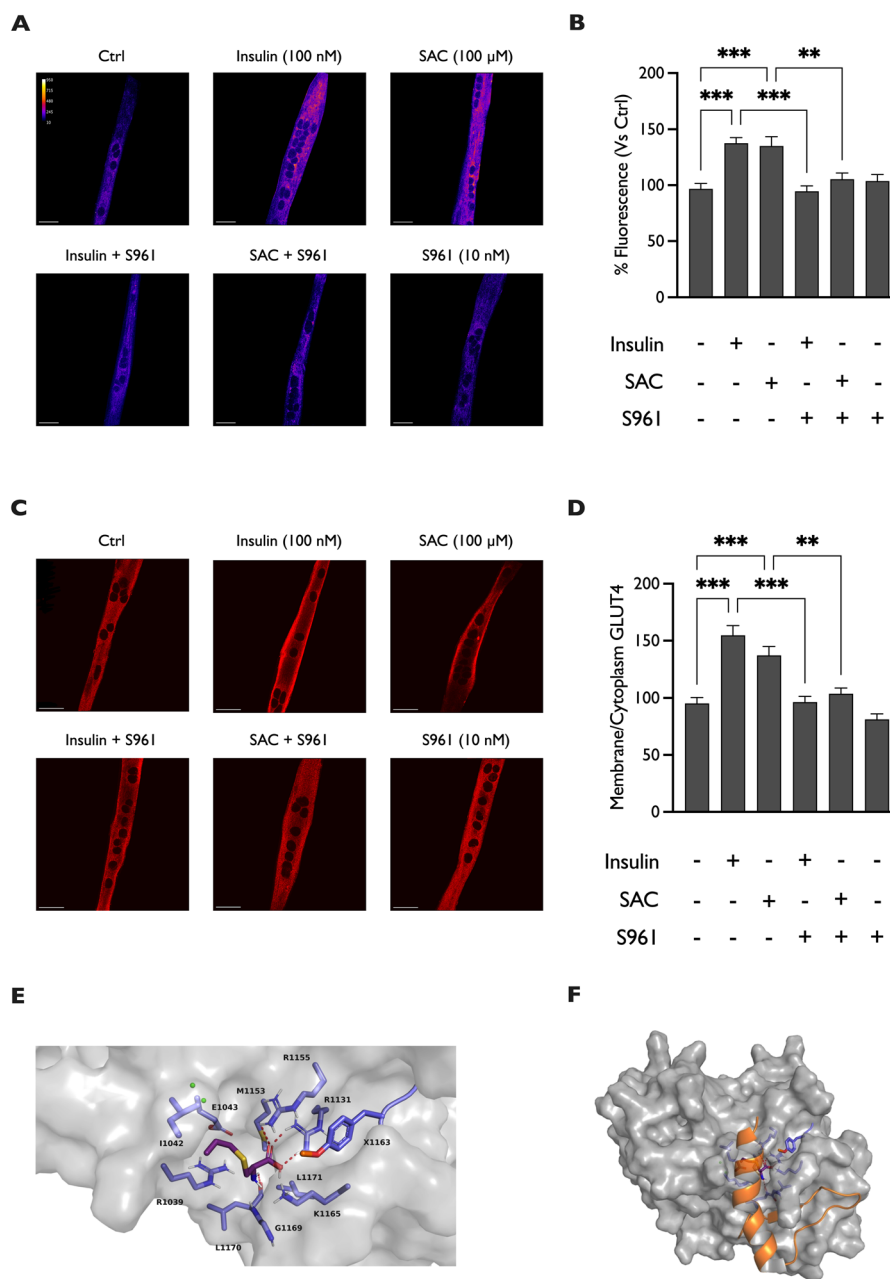 A
Ctrl
Insulin (100 nM)
SAC (100 µM)
Insulin + S961
SAC + S961
S961 (10 nM)
B
% Fluorescence (Vs Ctrl)
200
150
100
50
0
*** **
*** ***
Insulin - + - + - -
SAC - - + - + -
S961 - - - + + +
C
Ctrl
Insulin (100 nM)
SAC (100 µM)
Insulin + S961
SAC + S961
S961 (10 nM)
D
Membrane/Cytoplasm GLUT4
200
150
100
50
0
*** **
*** ***
Insulin - + - + - -
SAC - - + - + -
S961 - - - + + +
E
R1155
M1153
R1131
E1043
X1163
I1042
L1171
R1039
K1165
G1169
L1170
F